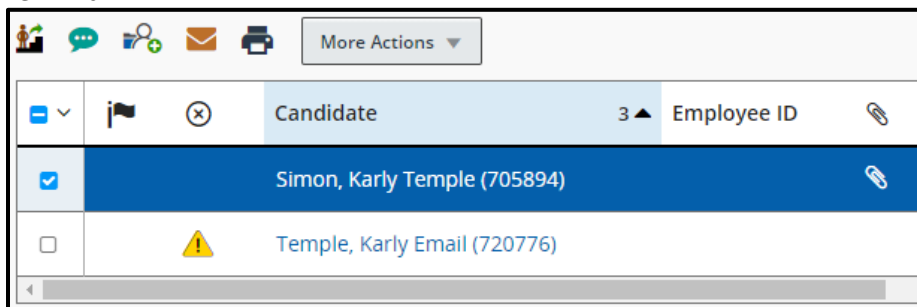 More Actions
Candidate 3 Employee ID
Simon, Karly Temple (705894)
Temple, Karly Email (720776)